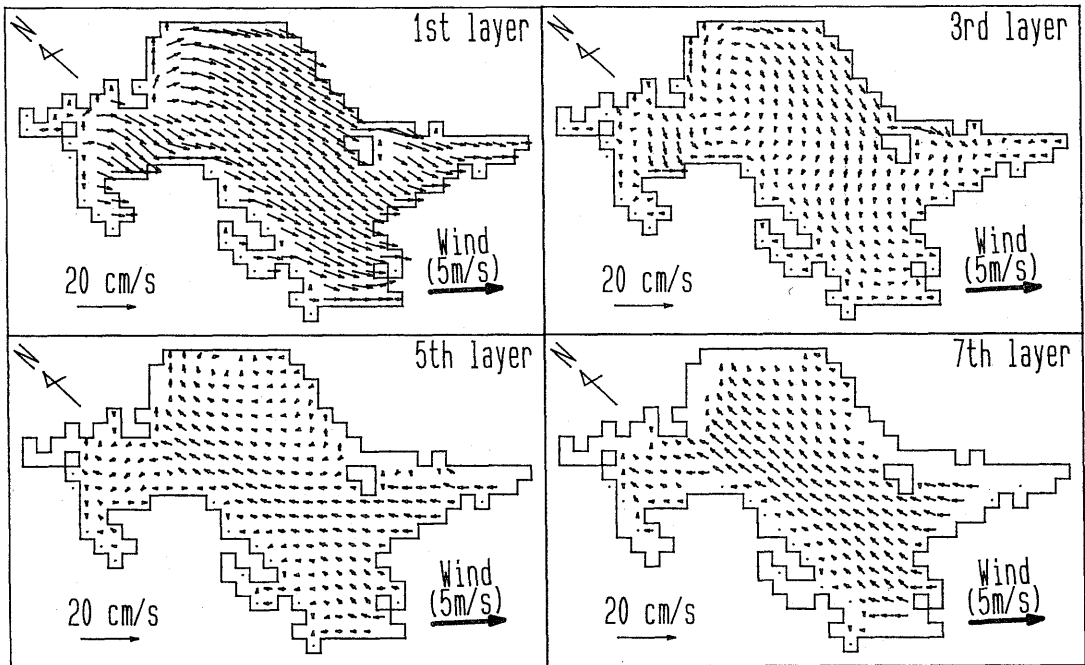 1st layer
N
20 cm/s
Wind
(5m/s)
3rd layer
N
20 cm/s
Wind
(5m/s)
5th layer
N
20 cm/s
Wind
(5m/s)
7th layer
N
20 cm/s
Wind
(5m/s)